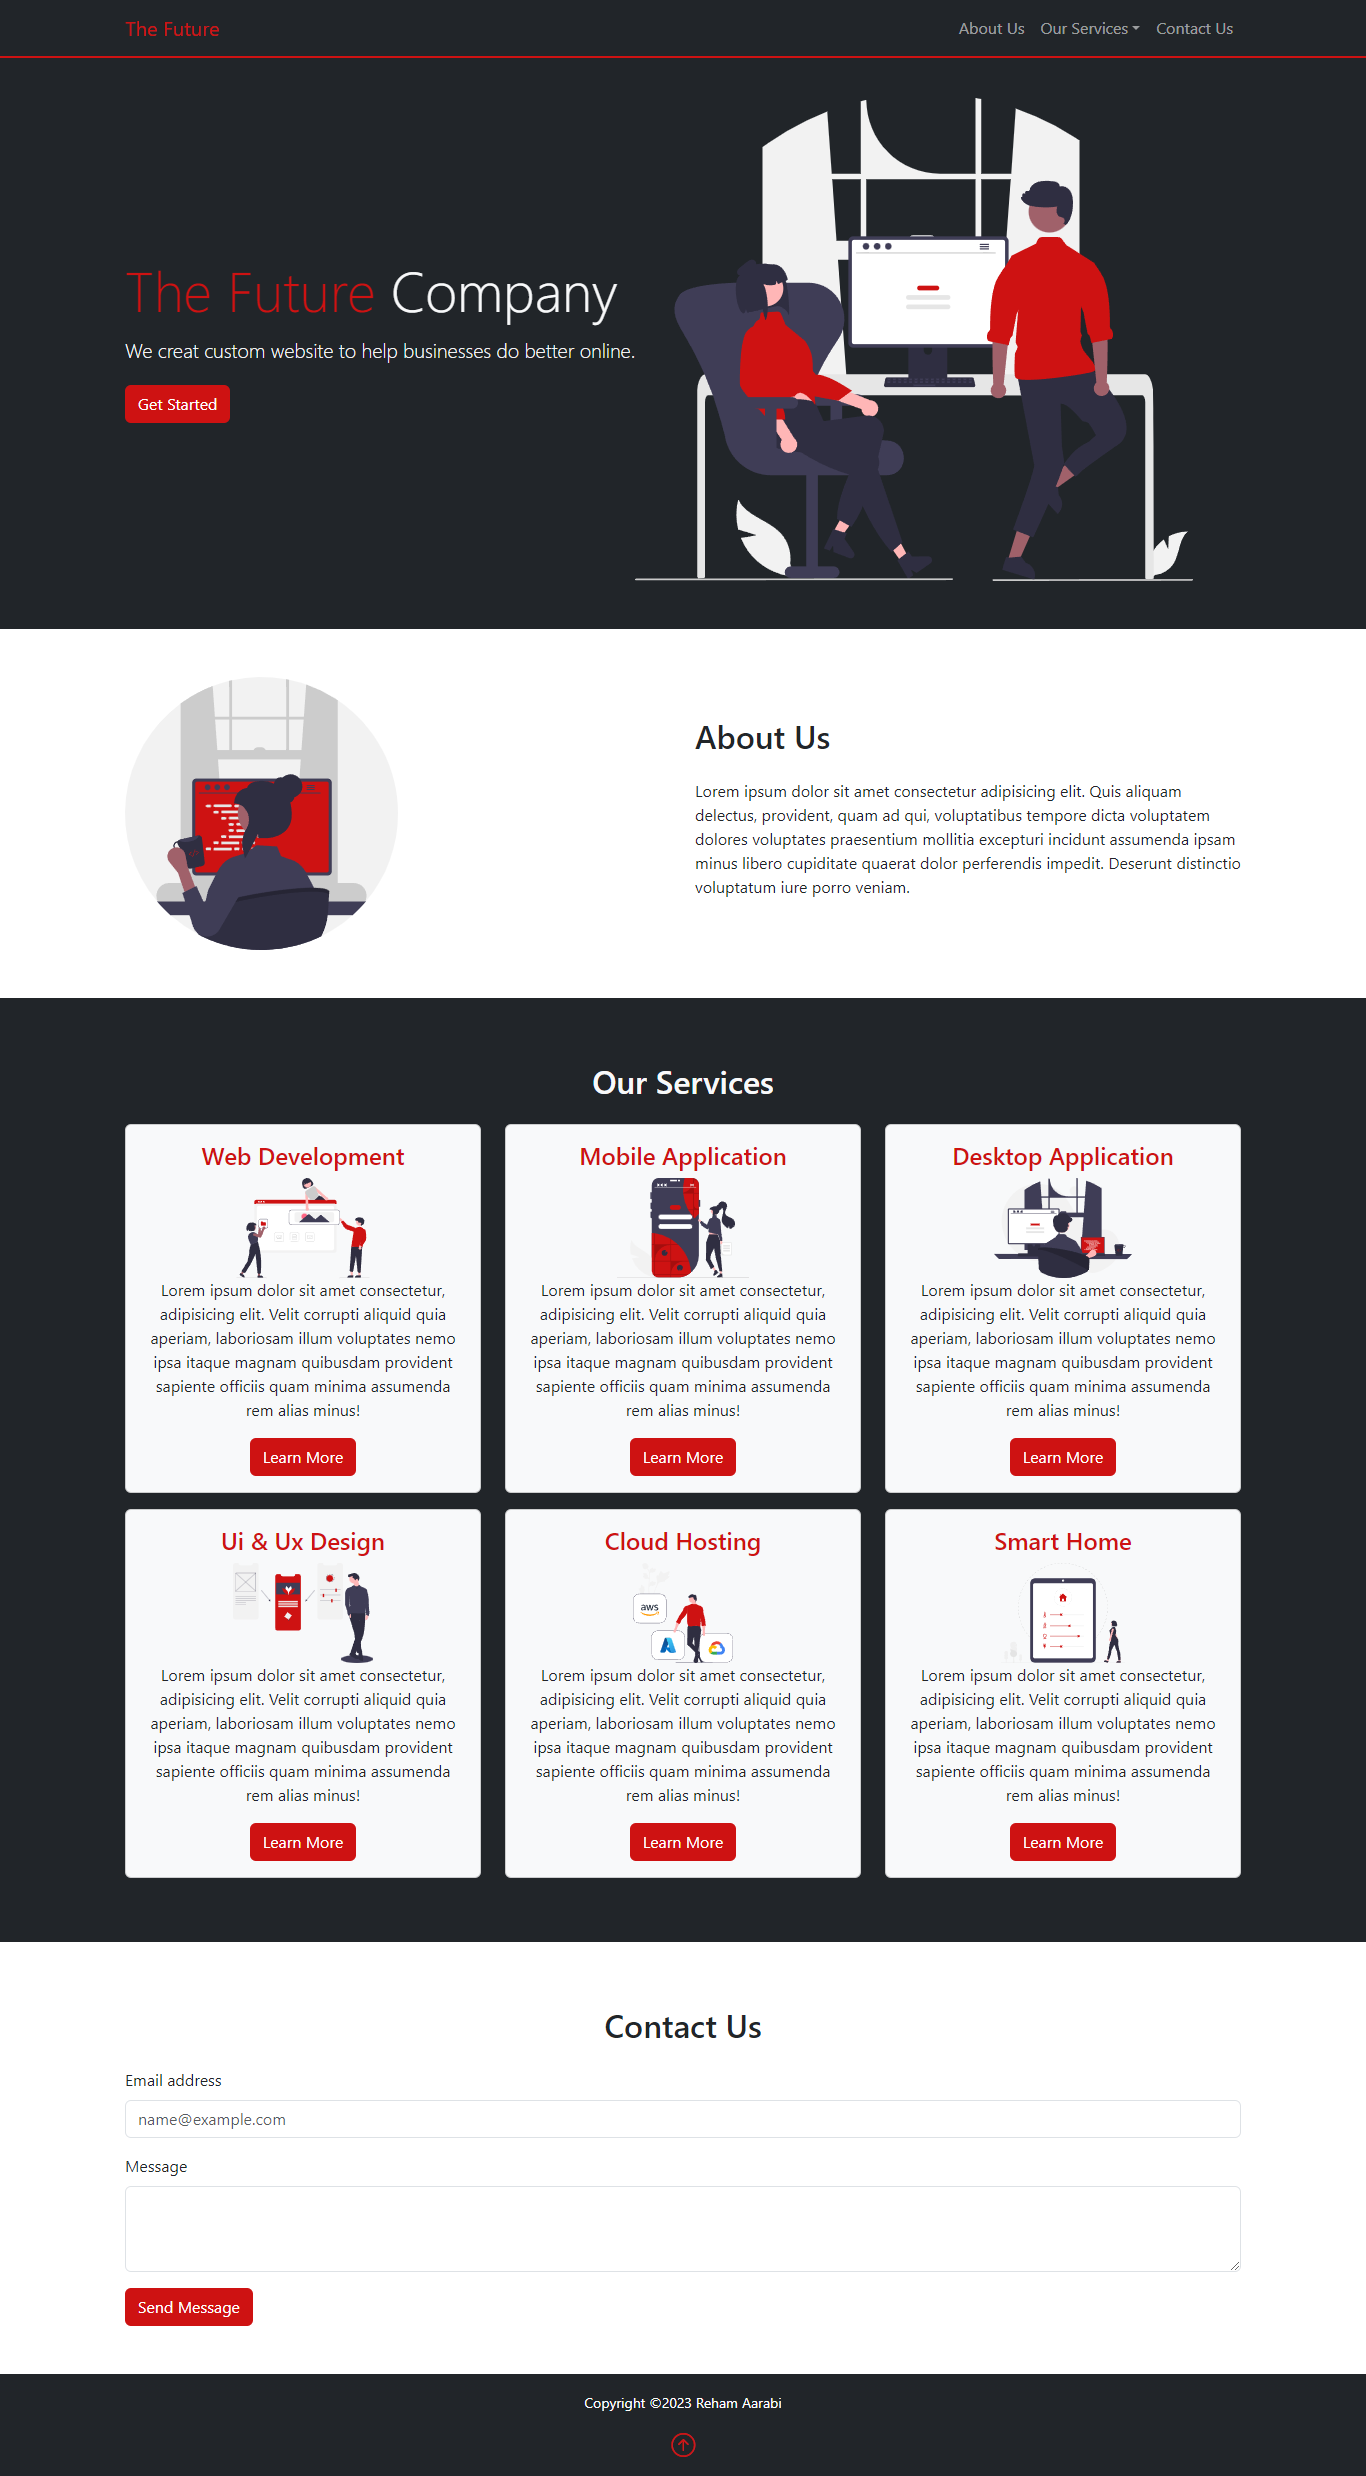 The Future
About Us Our Services Contact Us
The Future Company
We creat custom website to help businesses do better online.
Get Started
About Us
Lorem ipsum dolor sit amet consectetur adipisicing elit. Quis aliquam
delectus, provident, quam ad qui, voluptatibus tempore dicta voluptatem
dolores voluptates praesentium mollitia excepturi incidunt assumenda ipsam
minus libero cupiditate quaerat dolor perferendis impedit. Deserunt distinctio
voluptatum iure porro veniam.
Our Services
Web Development
Lorem ipsum dolor sit amet consectetur,
adipisicing elit. Velit corrupti aliquid quia
aperiam, laboriosam illum voluptates nemo
ipsa itaque magnam quibusdam provident
sapiente officiis quam minima assumenda
rem alias minus!
Learn More
Mobile Application
Lorem ipsum dolor sit amet consectetur,
adipisicing elit. Velit corrupti aliquid quia
aperiam, laboriosam illum voluptates nemo
ipsa itaque magnam quibusdam provident
sapiente officiis quam minima assumenda
rem alias minus!
Learn More
Desktop Application
Lorem ipsum dolor sit amet consectetur,
adipisicing elit. Velit corrupti aliquid quia
aperiam, laboriosam illum voluptates nemo
ipsa itaque magnam quibusdam provident
sapiente officiis quam minima assumenda
rem alias minus!
Learn More
Ui & Ux Design
Lorem ipsum dolor sit amet consectetur,
adipisicing elit. Velit corrupti aliquid quia
aperiam, laboriosam illum voluptates nemo
ipsa itaque magnam quibusdam provident
sapiente officiis quam minima assumenda
rem alias minus!
Learn More
Cloud Hosting
aws
Lorem ipsum dolor sit amet consectetur,
adipisicing elit. Velit corrupti aliquid quia
aperiam, laboriosam illum voluptates nemo
ipsa itaque magnam quibusdam provident
sapiente officiis quam minima assumenda
rem alias minus!
Learn More
Smart Home
Lorem ipsum dolor sit amet consectetur,
adipisicing elit. Velit corrupti aliquid quia
aperiam, laboriosam illum voluptates nemo
ipsa itaque magnam quibusdam provident
sapiente officiis quam minima assumenda
rem alias minus!
Learn More
Contact Us
Email address
name@example.com
Message
Send Message
Copyright ©2023 Reham Aarabi